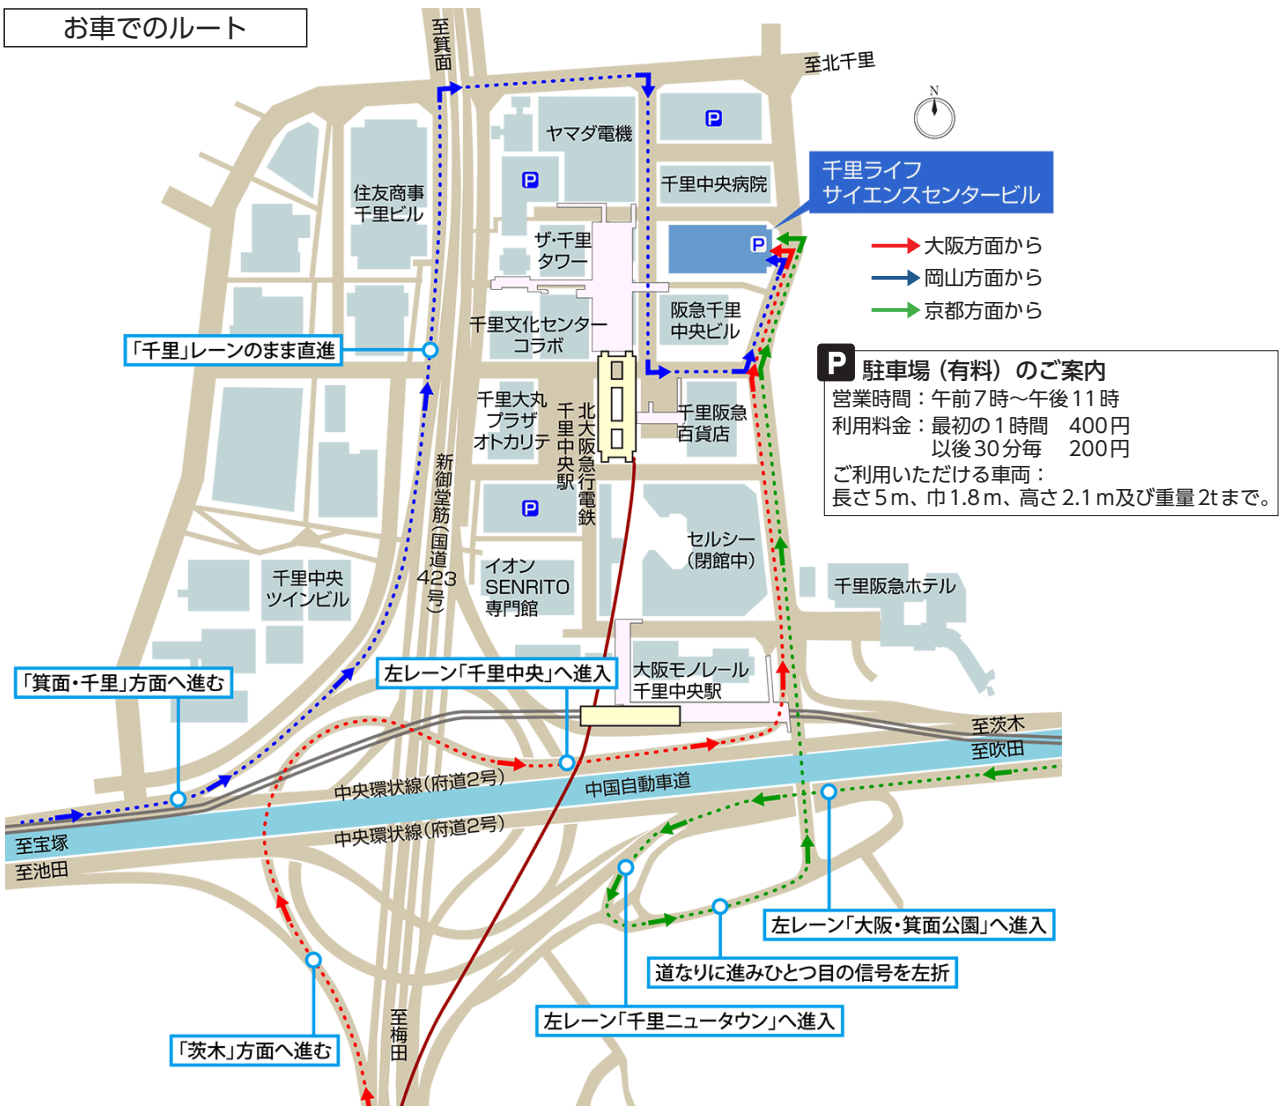 お車でのルート
至箕面
至北千里
N
ヤマダ電機
P
千里ライフ
サイエンスセンタービル
千里中央病院
P
住友商事
千里ビル
ザ・千里
タワー
P
大阪方面から
岡山方面から
京都方面から
阪急千里
中央ビル
千里文化センター
コラボ
「千里」レーンのまま直進
P 駐車場（有料）のご案内
営業時間：午前7時～午後11時
利用料金：最初の1時間 400円
以後30分毎 200円
ご利用いただける車両：
長さ5m、巾1.8m、高さ2.1m及び重量2tまで。
千里大丸
プラザ
オトカリテ
北大阪急行電鉄
千里中央駅
千里阪急
百貨店
新御堂筋（国道423号）
P
セルシー
（閉館中）
イオン
SENRITO
専門館
千里中央
ツインビル
千里阪急ホテル
「箕面・千里」方面へ進む
左レーン「千里中央」へ進入
大阪モノレール
千里中央駅
至茨木
至吹田
中央環状線（府道2号）
中国自動車道
中央環状線（府道2号）
至宝塚
至池田
左レーン「大阪・箕面公園」へ進入
道なりに進みひとつ目の信号を左折
左レーン「千里ニュータウン」へ進入
「茨木」方面へ進む
至梅田